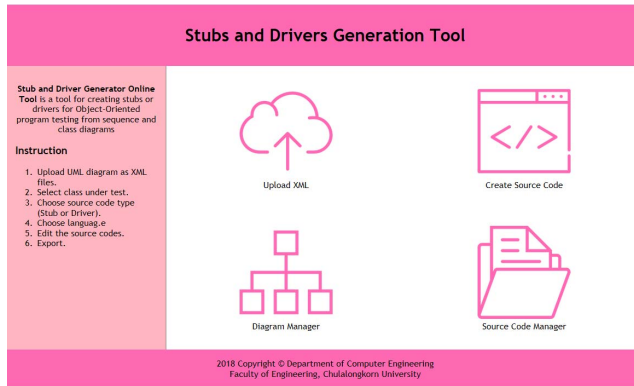 Stubs and Drivers Generation Tool
Stub and Driver Generator Online
Tool is a tool for creating stubs or
drivers for Object-Oriented
program testing from sequence and
class diagrams
Instruction
1. Upload UML diagram as XML
files.
2. Select class under test.
3. Choose source code type
(Stub or Driver).
4. Choose languag.e
5. Edit the source codes.
6. Export.
Upload XML
</>
Create Source Code
Diagram Manager
Source Code Manager
2018 Copyright © Department of Computer Engineering
Faculty of Engineering, Chulalongkorn University